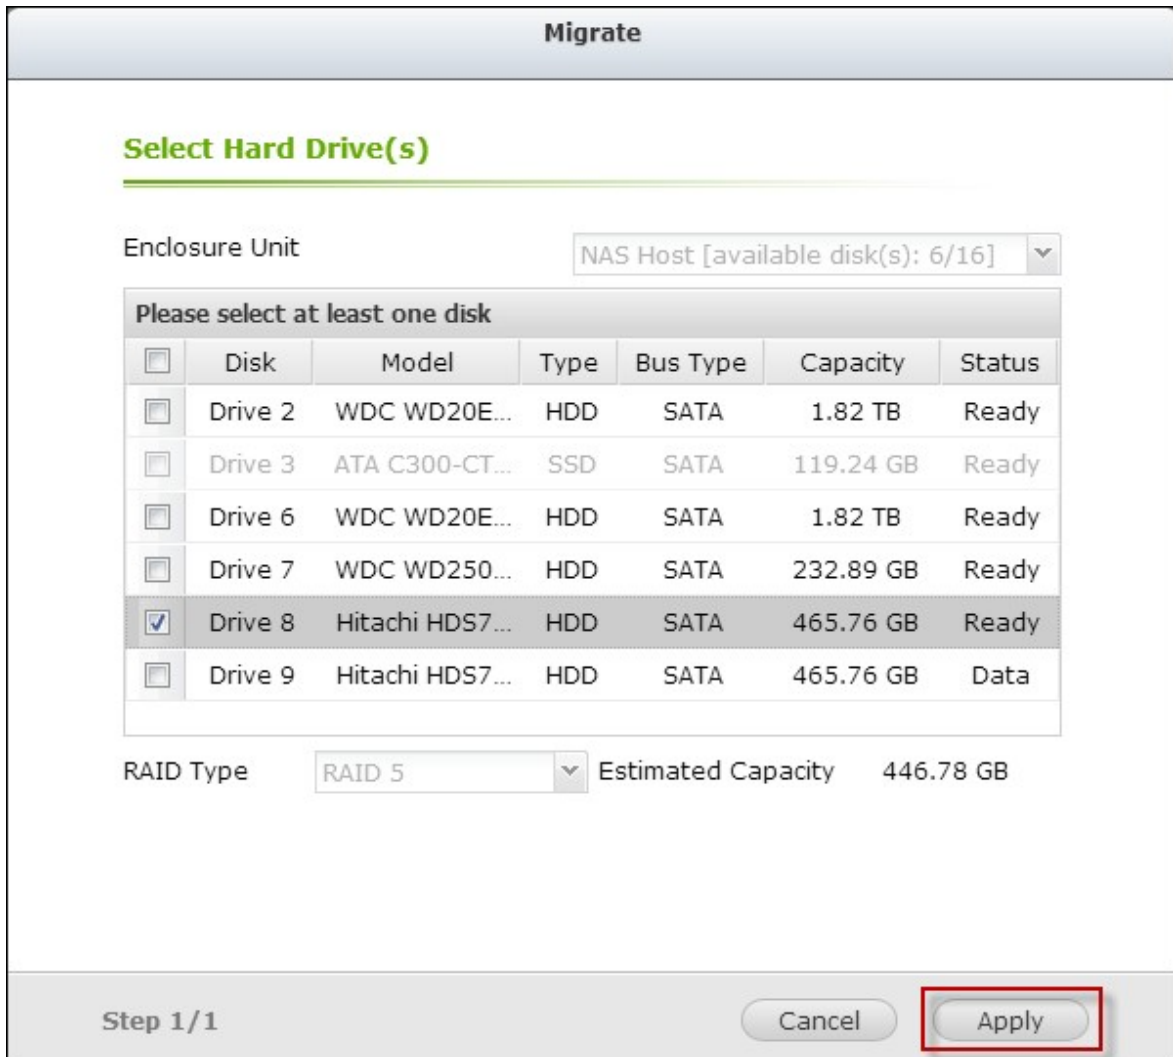 Migrate
Select Hard Drive(s)
Enclosure Unit NAS Host [available disk(s): 6/16]
Please select at least one disk
Disk Model Type Bus Type Capacity Status
Drive 2 WDC WD20E... HDD SATA 1.82 TB Ready
Drive 3 ATA C300-CT... SSD SATA 119.24 GB Ready
Drive 6 WDC WD20E... HDD SATA 1.82 TB Ready
Drive 7 WDC WD250... HDD SATA 232.89 GB Ready
Drive 8 Hitachi HDS7... HDD SATA 465.76 GB Ready
Drive 9 Hitachi HDS7... HDD SATA 465.76 GB Data
RAID Type RAID 5 Estimated Capacity 446.78 GB
Step 1/1 Cancel Apply